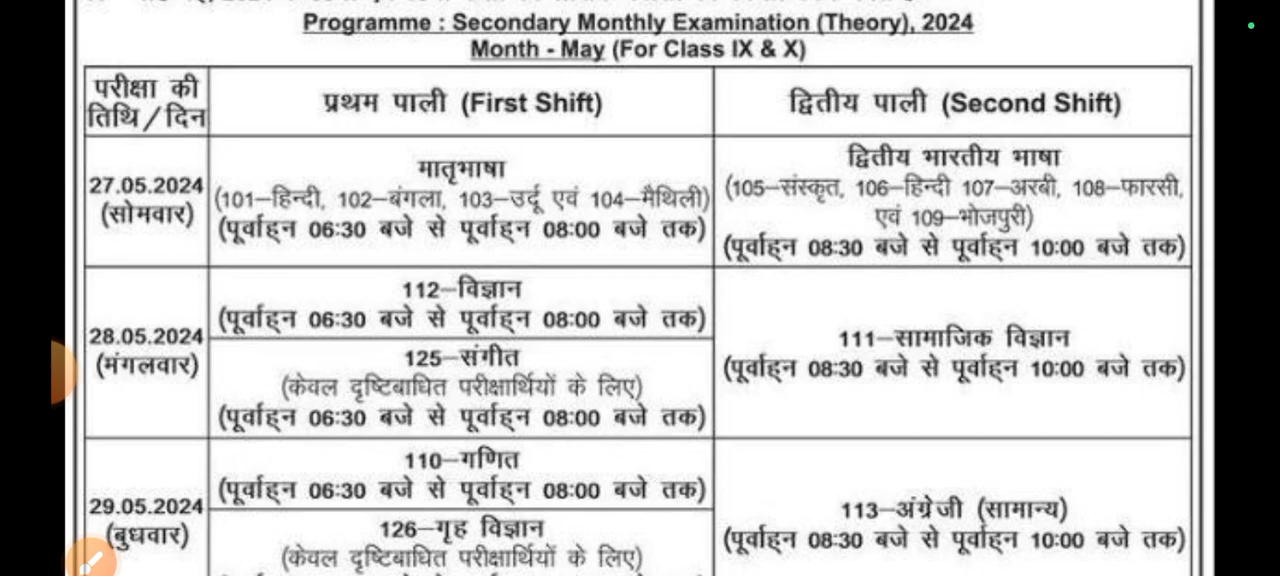 Programme : Secondary Monthly Examination (Theory), 2024
Month - May (For Class IX & X)
परीक्षा की
तिथि / दिन
प्रथम पाली (First Shift)
द्वितीय पाली (Second Shift)
27.05.2024
(सोमवार)
मातृभाषा
(101–हिन्दी, 102–बंगला, 103–उर्दू एवं 104–मैथिली)
(पूर्वाह्न 06:30 बजे से पूर्वाह्न 08:00 बजे तक)
द्वितीय भारतीय भाषा
(105–संस्कृत, 106–हिन्दी 107–अरबी, 108–फारसी,
एवं 109–भोजपुरी)
(पूर्वाह्न 08:30 बजे से पूर्वाह्न 10:00 बजे तक)
28.05.2024
(मंगलवार)
112–विज्ञान
(पूर्वाह्न 06:30 बजे से पूर्वाह्न 08:00 बजे तक)
125–संगीत
(केवल दृष्टिबाधित परीक्षार्थियों के लिए)
(पूर्वाह्न 06:30 बजे से पूर्वाह्न 08:00 बजे तक)
111–सामाजिक विज्ञान
(पूर्वाह्न 08:30 बजे से पूर्वाह्न 10:00 बजे तक)
29.05.2024
(बुधवार)
110–गणित
(पूर्वाह्न 06:30 बजे से पूर्वाह्न 08:00 बजे तक)
126–गृह विज्ञान
(केवल दृष्टिबाधित परीक्षार्थियों के लिए)
113–अंग्रेजी (सामान्य)
(पूर्वाह्न 08:30 बजे से पूर्वाह्न 10:00 बजे तक)